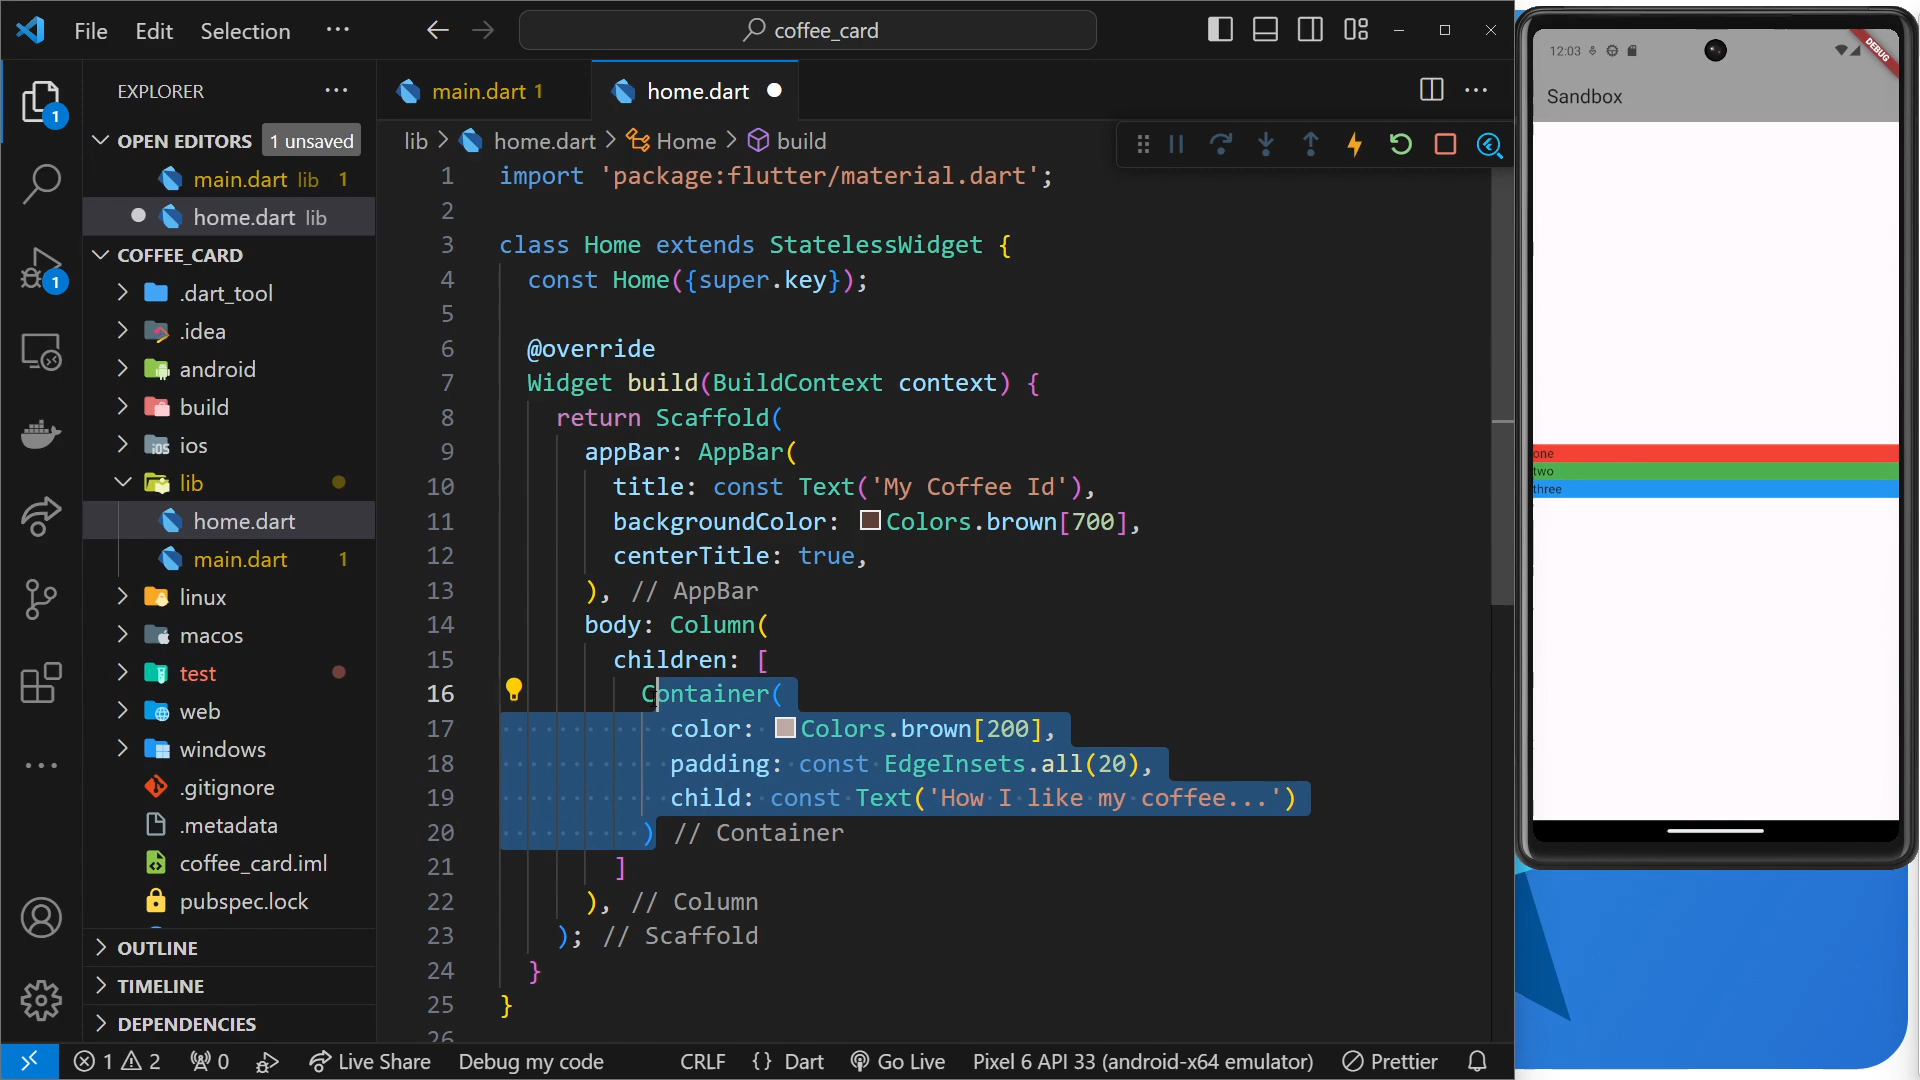 File Edit Selection ...
coffee_card
EXPLORER
1
OPEN EDITORS 1 unsaved
main.dart lib 1
home.dart lib
COFFEE_CARD
1
.dart_tool
.idea
android
build
ios
lib
home.dart
main.dart 1
linux
macos
test
web
windows
.gitignore
.metadata
coffee_card.iml
pubspec.lock
OUTLINE
TIMELINE
DEPENDENCIES
main.dart 1 home.dart
lib > home.dart > Home > build
1 import 'package:flutter/material.dart';
2
3 class Home extends StatelessWidget {
4 const Home({super.key});
5
6 @override
7 Widget build(BuildContext context) {
8 return Scaffold(
9 appBar: AppBar(
10 title: const Text('My Coffee Id'),
11 backgroundColor: Colors.brown[700],
12 centerTitle: true,
13 ), // AppBar
14 body: Column(
15 children: [
16 Container(
17 color: Colors.brown[200],
18 padding: const EdgeInsets.all(20),
19 child: const Text('How I like my coffee...')
20 ) // Container
21 ]
22 ), // Column
23 ); // Scaffold
24 }
25 }
26
1 2 0 Live Share Debug my code CRLF {} Dart Go Live Pixel 6 API 33 (android-x64 emulator) Prettier
12:03
DEBUG
Sandbox
one
two
three